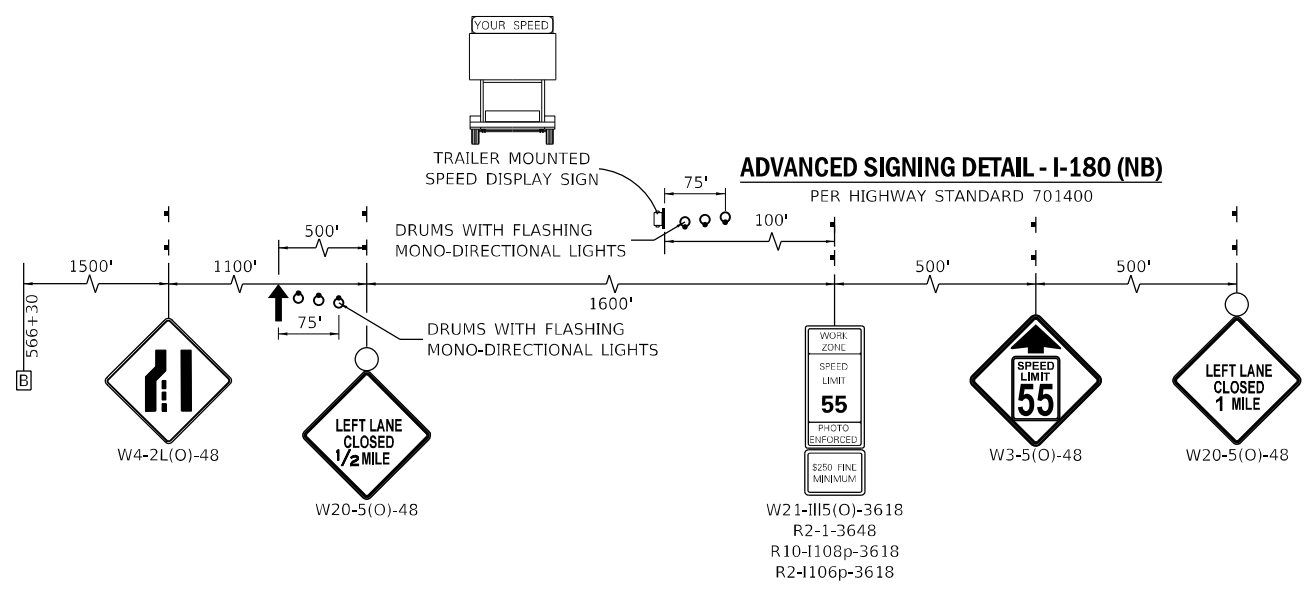 YOUR SPEED
TRAILER MOUNTED
SPEED DISPLAY SIGN
ADVANCED SIGNING DETAIL - I-180 (NB)
PER HIGHWAY STANDARD 701400
75'
100'
DRUMS WITH FLASHING
MONO-DIRECTIONAL LIGHTS
500'
1500'
1100'
1600'
500'
500'
75'
DRUMS WITH FLASHING
MONO-DIRECTIONAL LIGHTS
566+30
B
W4-2L(O)-48
LEFT LANE
CLOSED
1/2 MILE
W20-5(O)-48
WORK
ZONE
SPEED
LIMIT
55
PHOTO
ENFORCED
$250 FINE
MINIMUM
W21-III5(O)-3618
R2-1-3648
R10-I108p-3618
R2-I106p-3618
SPEED
LIMIT
55
W3-5(O)-48
LEFT LANE
CLOSED
1 MILE
W20-5(O)-48